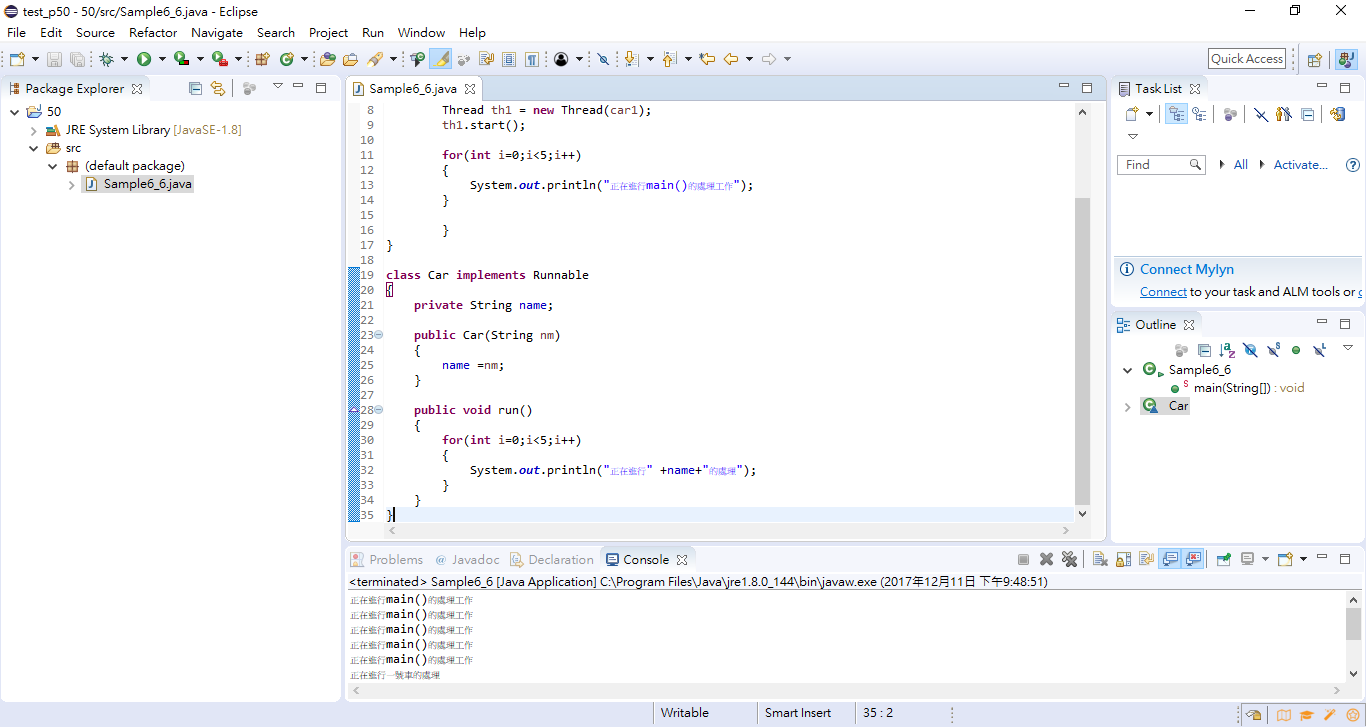 test_p50 - 50/src/Sample6_6.java - Eclipse
File Edit Source Refactor Navigate Search Project Run Window Help
Quick Access
Package Explorer
50
JRE System Library [JavaSE-1.8]
src
(default package)
Sample6_6.java
Sample6_6.java
8 Thread th1 = new Thread(car1);
9 th1.start();
10
11 for(int i=0;i<5;i++)
12 {
13 System.out.println("正在進行main()的處理工作");
14 }
15
16 }
17 }
18
19 class Car implements Runnable
20 {
21 private String name;
22
23 public Car(String nm)
24 {
25 name =nm;
26 }
27
28 public void run()
29 {
30 for(int i=0;i<5;i++)
31 {
32 System.out.println("正在進行" +name+"的處理");
33 }
34 }
35 }
Task List
Find
All
Activate...
Connect Mylyn
Connect to your task and ALM tools or c
Outline
Sample6_6
main(String[]) : void
Car
Problems @ Javadoc Declaration Console
<terminated> Sample6_6 [Java Application] C:\Program Files\Java\jre1.8.0_144\bin\javaw.exe (2017年12月11日 下午9:48:51)
正在進行main()的處理工作
正在進行main()的處理工作
正在進行main()的處理工作
正在進行main()的處理工作
正在進行main()的處理工作
正在進行一號車的處理
Writable Smart Insert 35 : 2